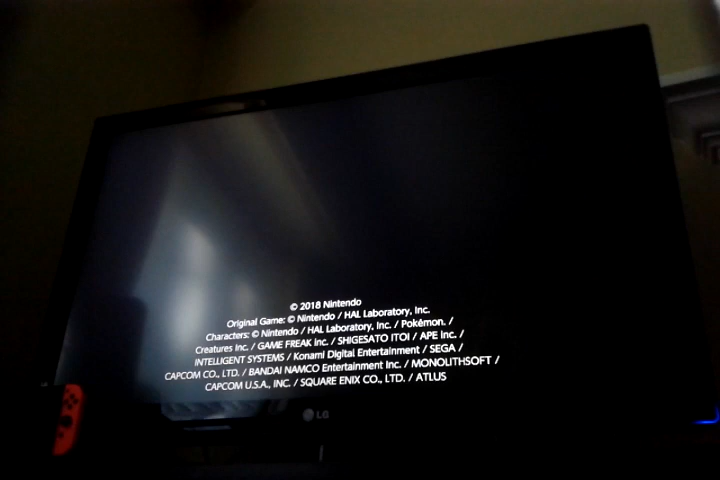 © 2018 Nintendo
Original Game: © Nintendo / HAL Laboratory, Inc.
Characters: © Nintendo / HAL Laboratory, Inc. / Pokémon. /
Creatures Inc. / GAME FREAK inc. / SHIGESATO ITOI / APE Inc. /
INTELLIGENT SYSTEMS / Konami Digital Entertainment / SEGA /
CAPCOM CO., LTD. / BANDAI NAMCO Entertainment Inc. / MONOLITHSOFT /
CAPCOM U.S.A., INC. / SQUARE ENIX CO., LTD. / ATLUS
LG